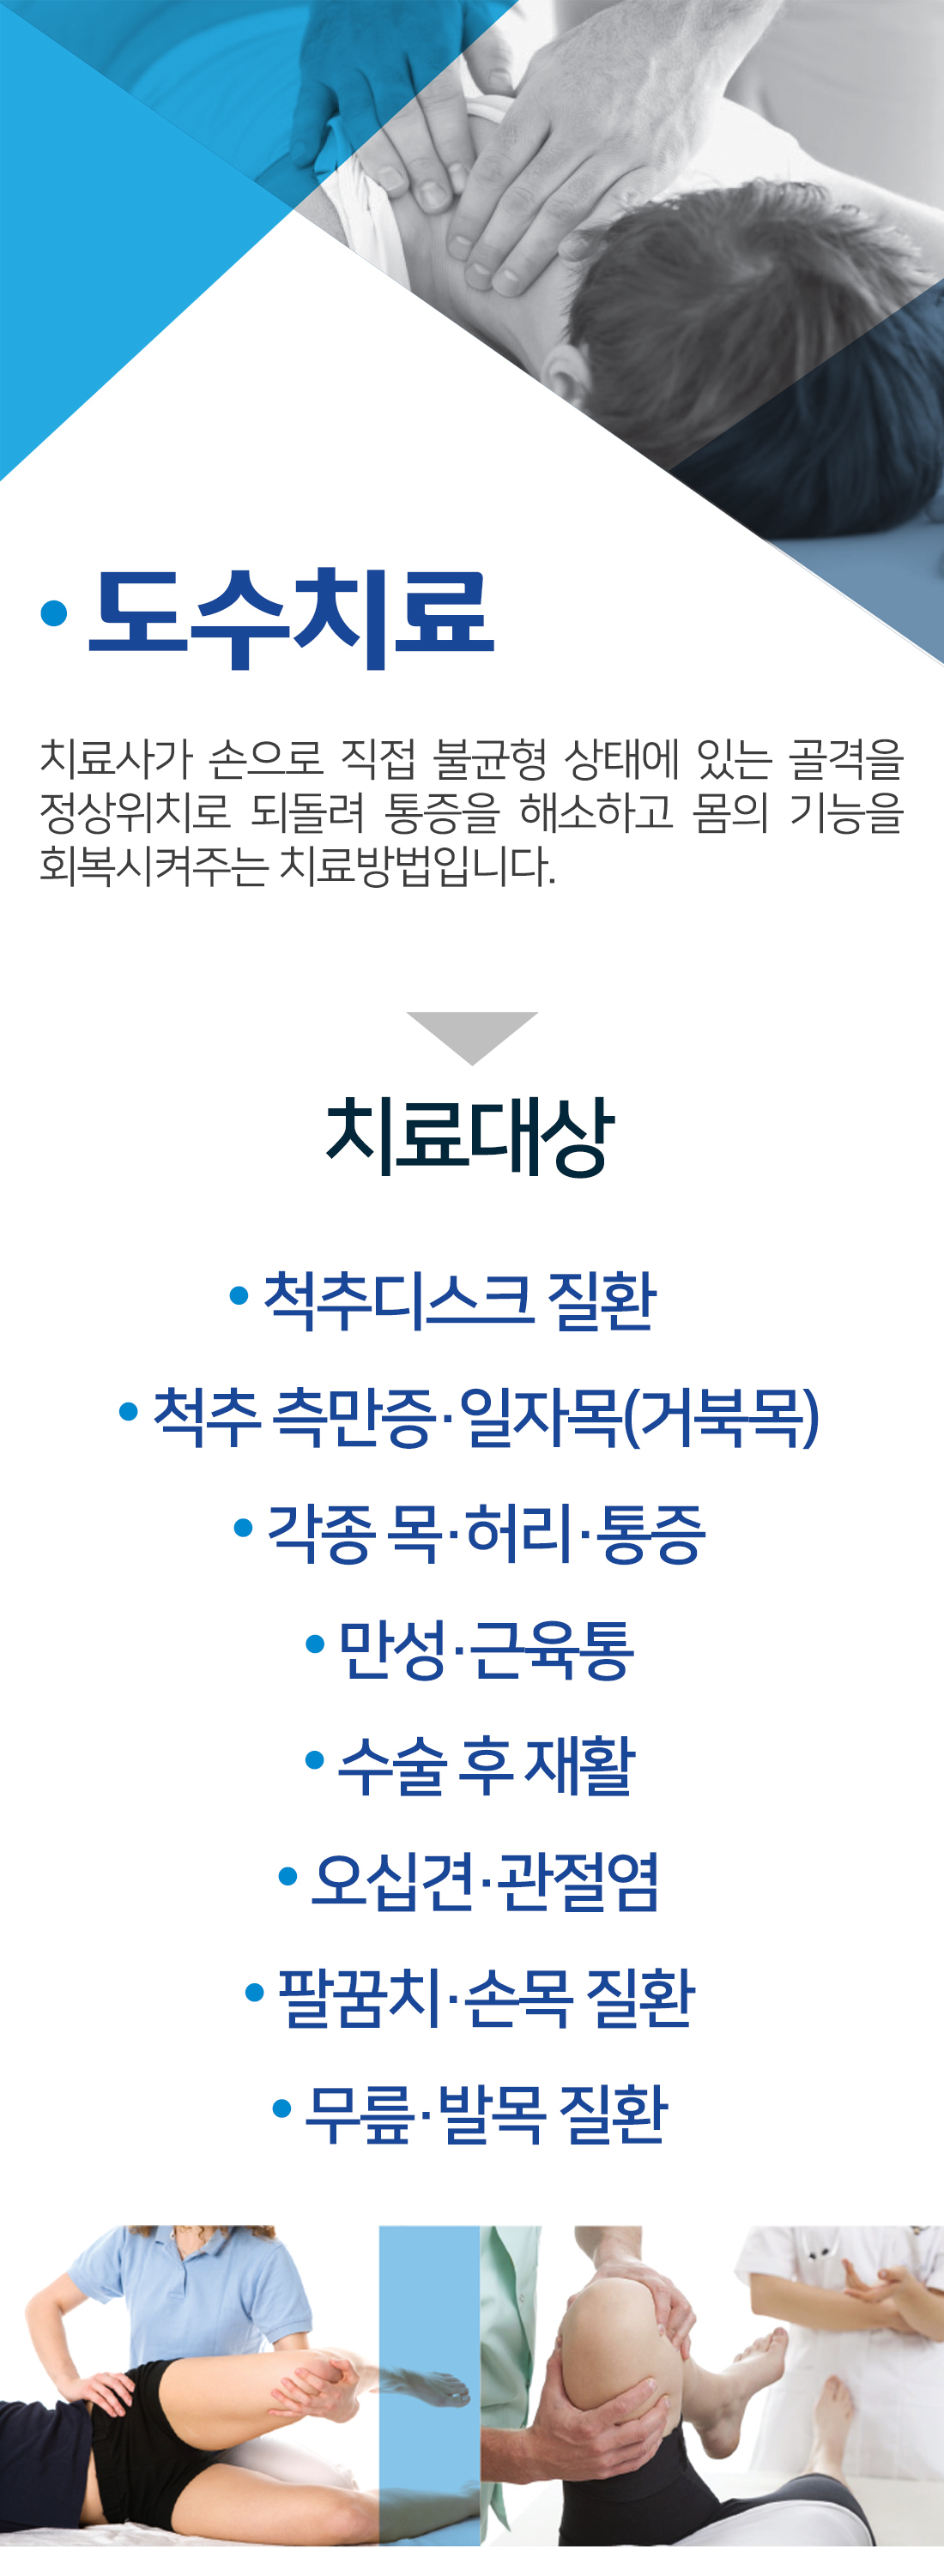 • 도수치료
치료사가 손으로 직접 불균형 상태에 있는 골격을
정상위치로 되돌려 통증을 해소하고 몸의 기능을
회복시켜주는 치료방법입니다.
치료대상
• 척추디스크 질환
• 척추 측만증·일자목(거북목)
• 각종 목·허리·통증
• 만성·근육통
• 수술 후 재활
• 오십견·관절염
• 팔꿈치·손목 질환
• 무릎·발목 질환